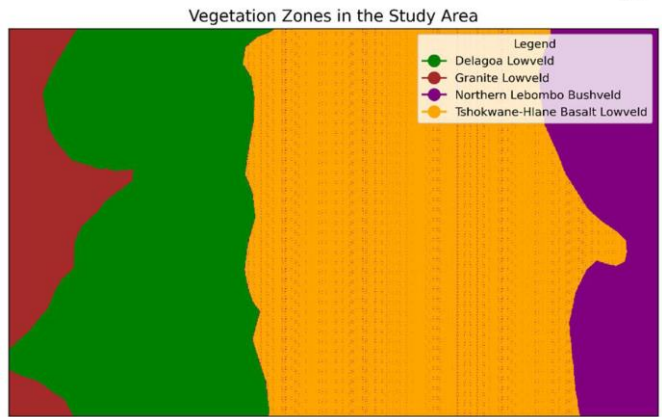 Vegetation Zones in the Study Area
Legend
Delagoa Lowveld
Granite Lowveld
Northern Lebombo Bushveld
Tshokwane-Hlane Basalt Lowveld